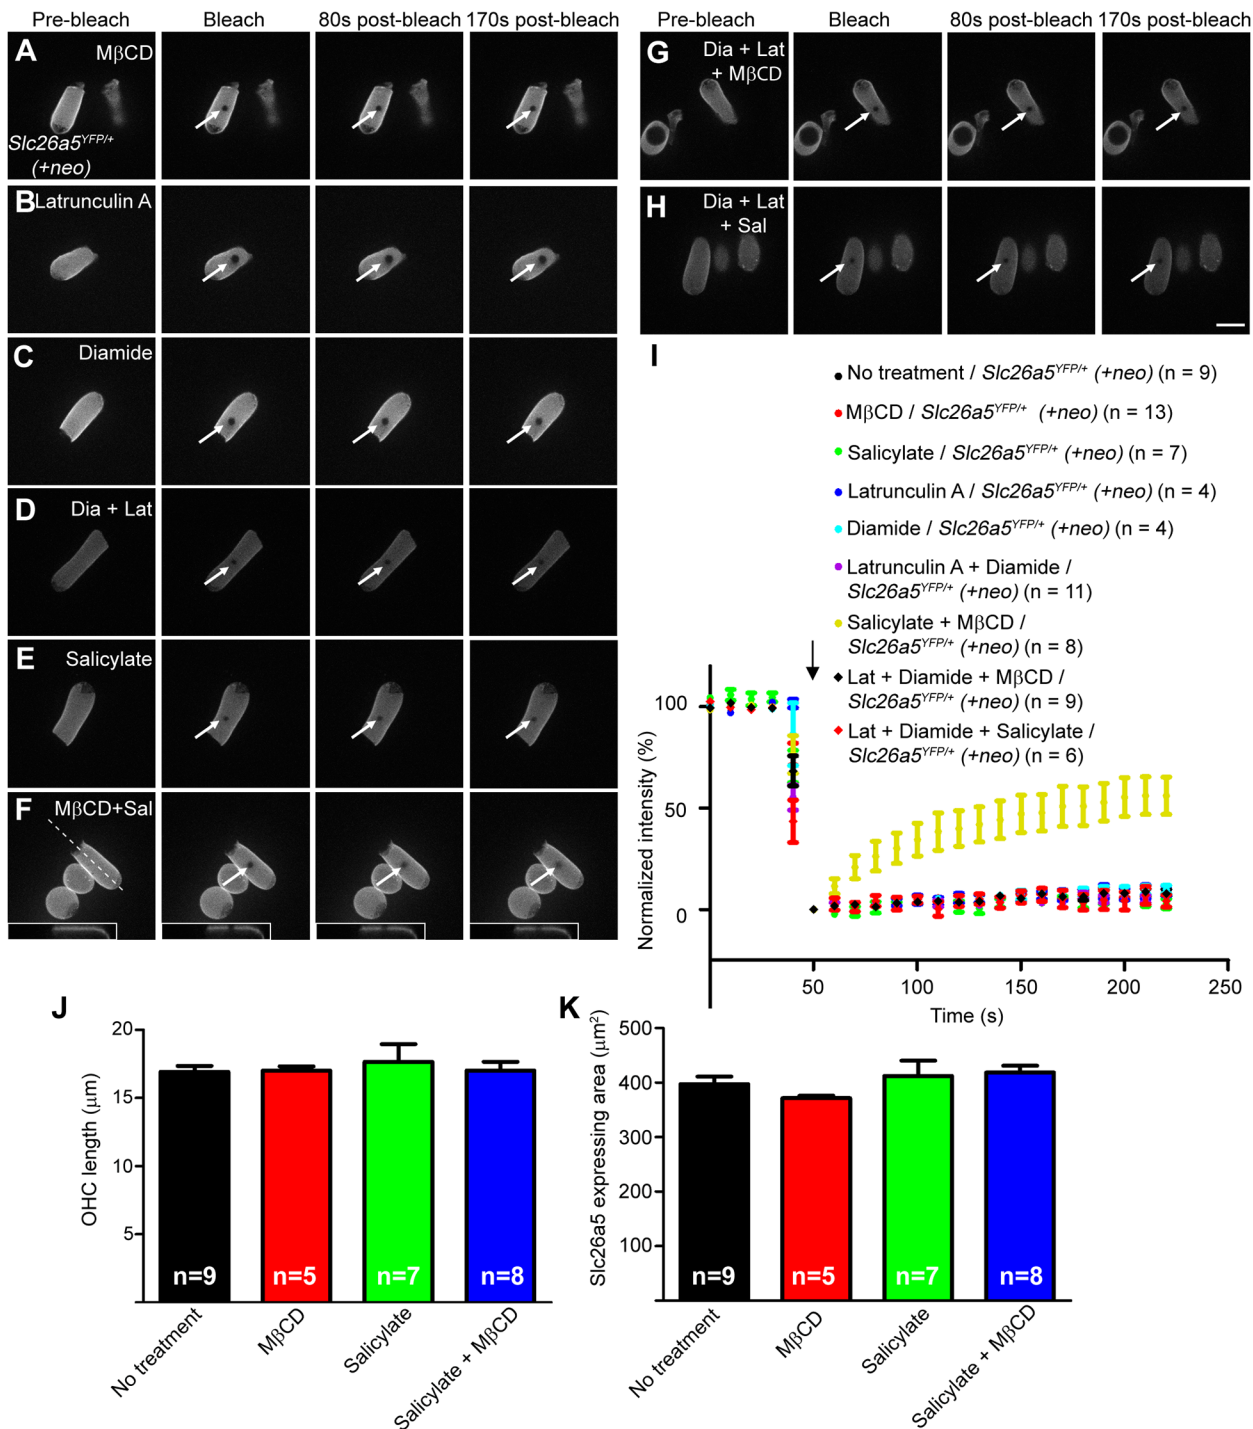 Pre-bleach Bleach 80s post-bleach 170s post-bleach
A MβCD
Slc26a5YFP/+
(+neo)
B Latrunculin A
C Diamide
D Dia + Lat
E Salicylate
F MβCD+Sal
Pre-bleach Bleach 80s post-bleach 170s post-bleach
G Dia + Lat
+ MβCD
H Dia + Lat
+ Sal
I
No treatment / Slc26a5YFP/+ (+neo) (n = 9)
MβCD / Slc26a5YFP/+ (+neo) (n = 13)
Salicylate / Slc26a5YFP/+ (+neo) (n = 7)
Latrunculin A / Slc26a5YFP/+ (+neo) (n = 4)
Diamide / Slc26a5YFP/+ (+neo) (n = 4)
Latrunculin A + Diamide /
Slc26a5YFP/+ (+neo) (n = 11)
Salicylate + MβCD /
Slc26a5YFP/+ (+neo) (n = 8)
Lat + Diamide + MβCD /
Slc26a5YFP/+ (+neo) (n = 9)
Lat + Diamide + Salicylate /
Slc26a5YFP/+ (+neo) (n = 6)
Normalized intensity (%)
100
50
0
50 100 150 200 250
Time (s)
J
OHC length (μm)
20
15
10
5
n=9 n=5 n=7 n=8
No treatment
MβCD
Salicylate
Salicylate + MβCD
K
Slc26a5 expressing area (μm²)
500
400
300
200
100
n=9 n=5 n=7 n=8
No treatment
MβCD
Salicylate
Salicylate + MβCD